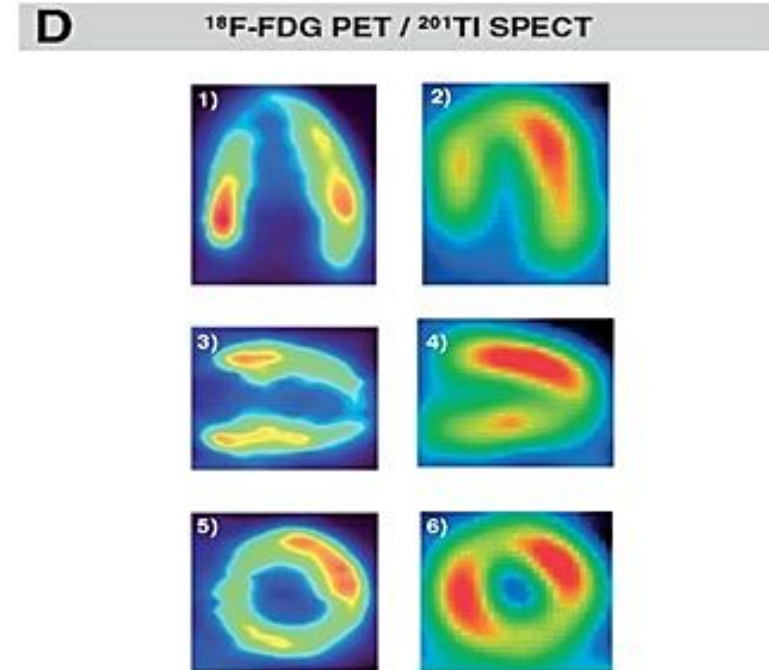 D ¹⁸F-FDG PET / ²⁰¹Tl SPECT
1) 2)
3) 4)
5) 6)